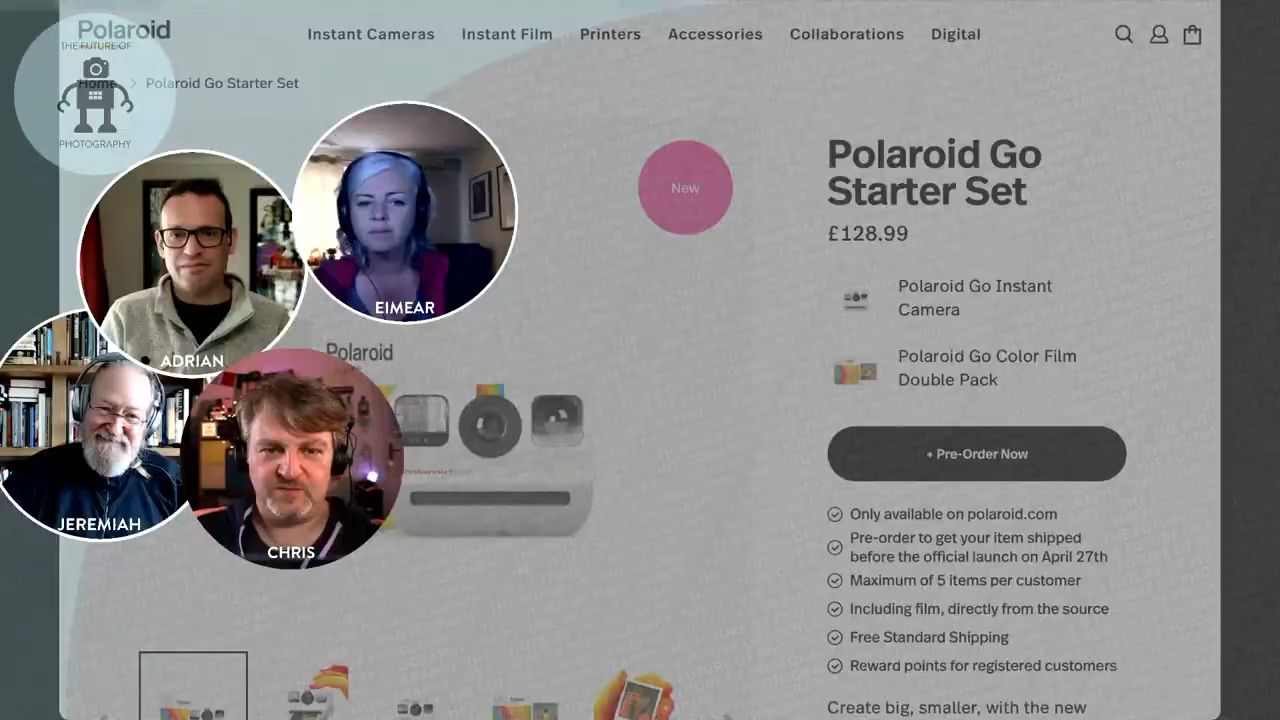 Polaroid
Instant Cameras
Instant Film
Printers
Accessories
Collaborations
Digital
THE FUTURE OF
PHOTOGRAPHY
Home
Polaroid Go Starter Set
New
Polaroid Go
Starter Set
£128.99
Polaroid Go Instant
Camera
Polaroid Go Color Film
Double Pack
+ Pre-Order Now
Only available on polaroid.com
Pre-order to get your item shipped
before the official launch on April 27th
Maximum of 5 items per customer
Including film, directly from the source
Free Standard Shipping
Reward points for registered customers
Create big, smaller, with the new
EIMEAR
ADRIAN
Polaroid
JEREMIAH
CHRIS